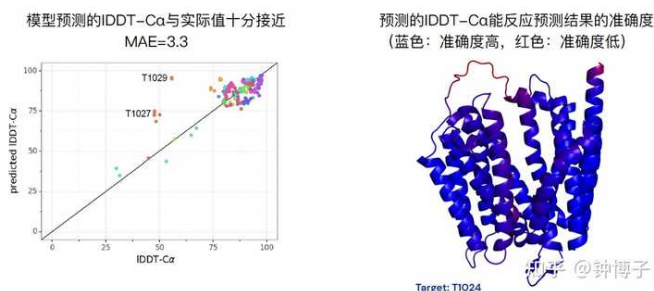 模型预测的lDDT-Cα与实际值十分接近
MAE=3.3
100
75
50
25
0
predicted lDDT-Cα
T1029
T1027
0
25
50
75
100
lDDT-Cα
预测的lDDT-Cα能反应预测结果的准确度
（蓝色：准确度高，红色：准确度低）
Target: T1024
知乎 @钟博子